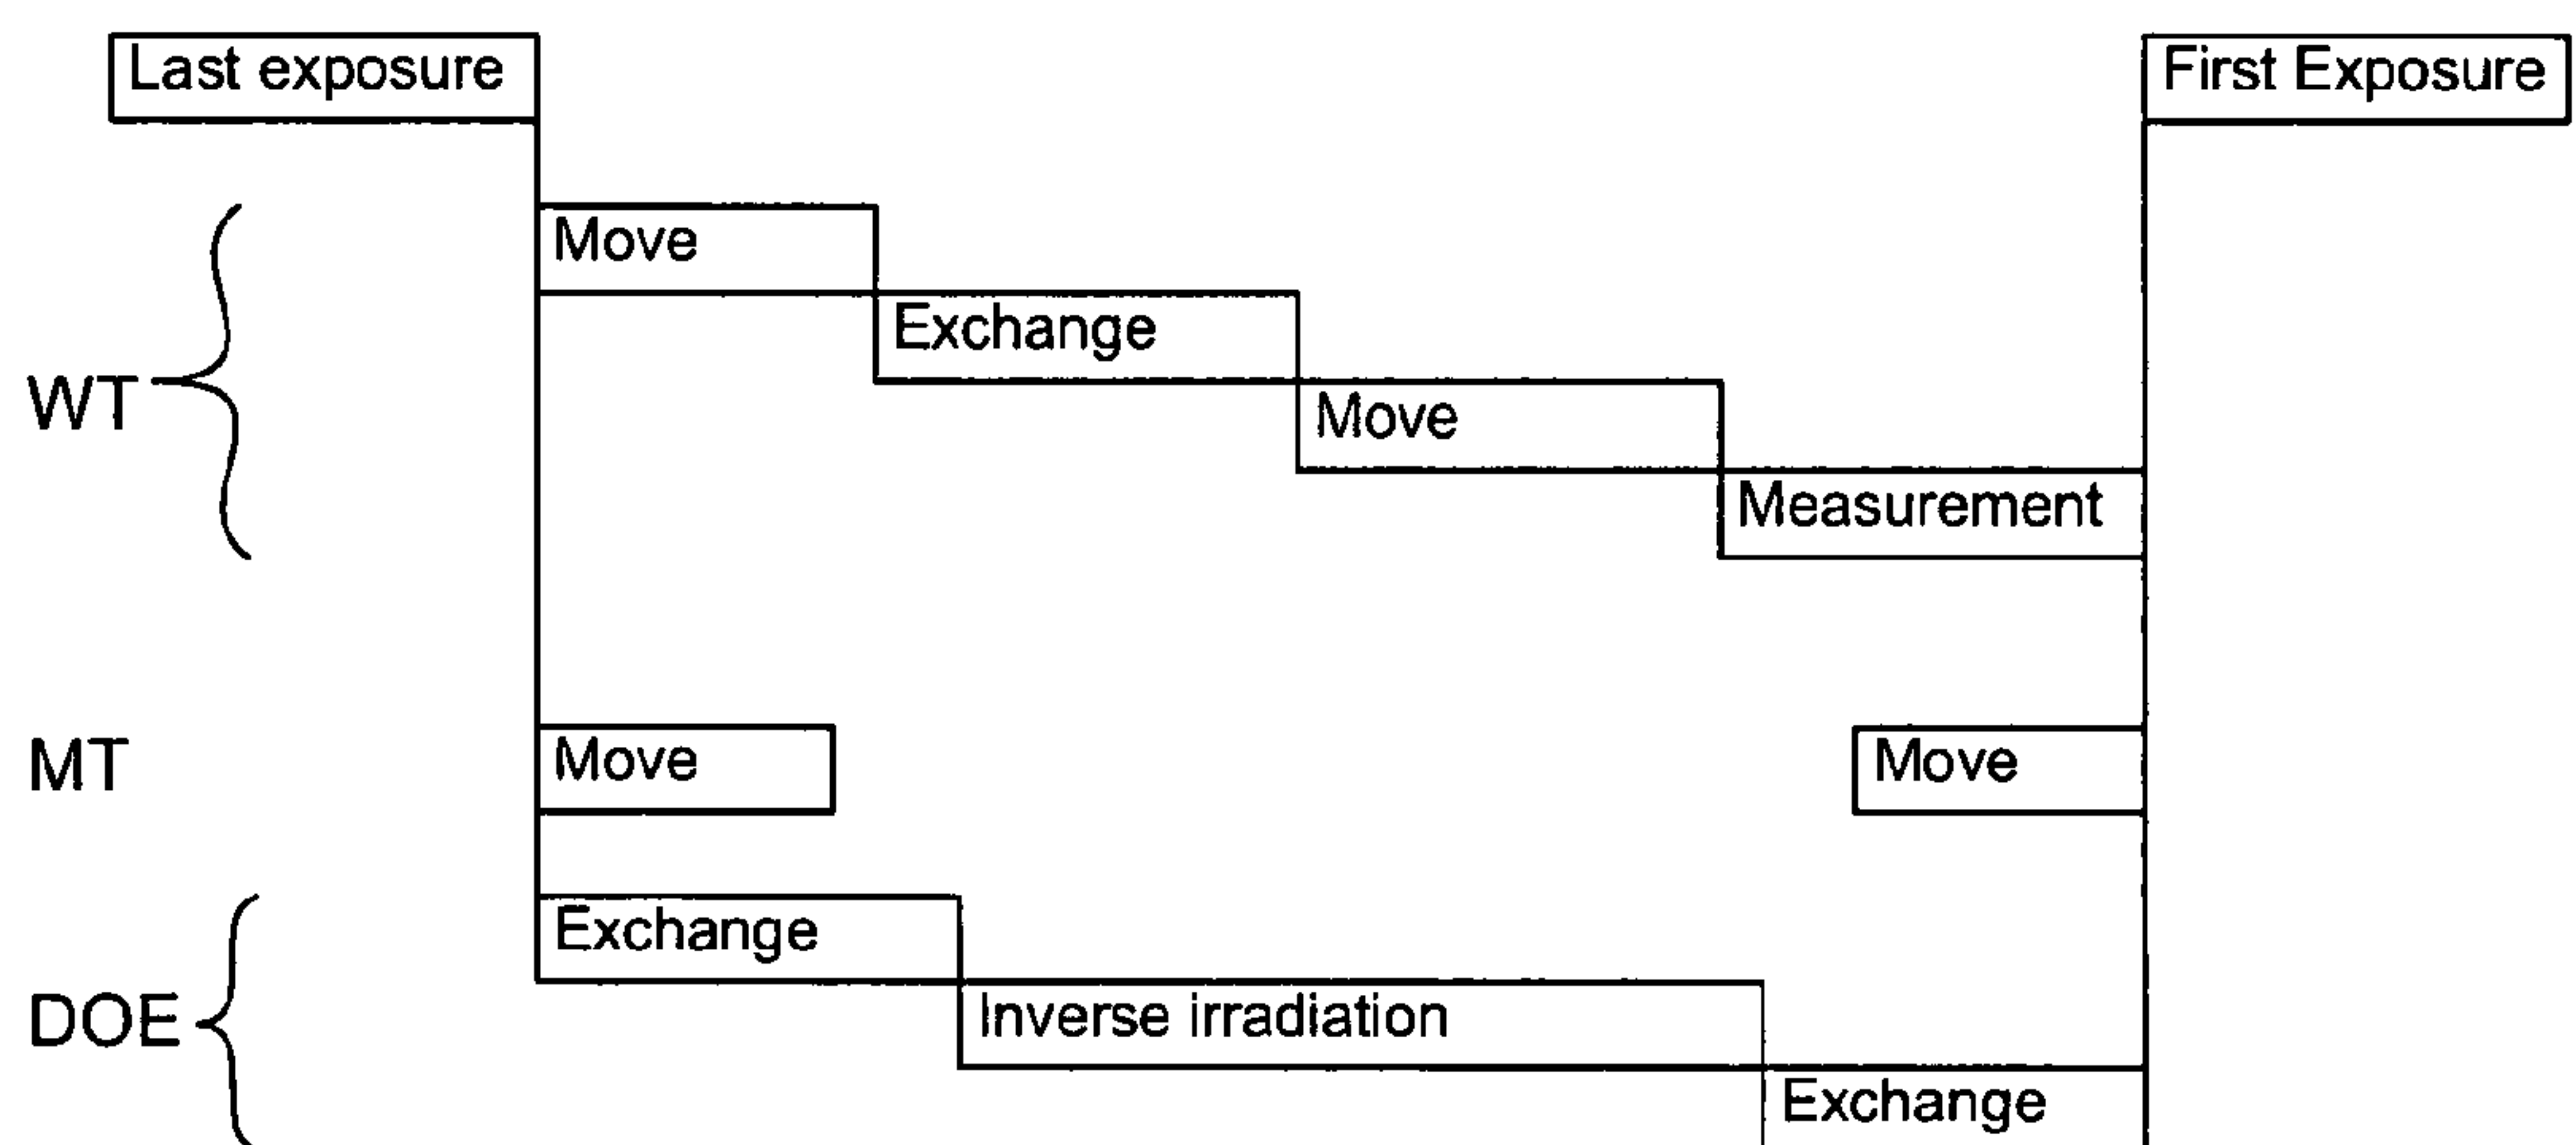 Last exposure
First Exposure
Move
Exchange
WT
Move
Measurement
MT
Move
Move
Exchange
DOE
Inverse irradiation
Exchange